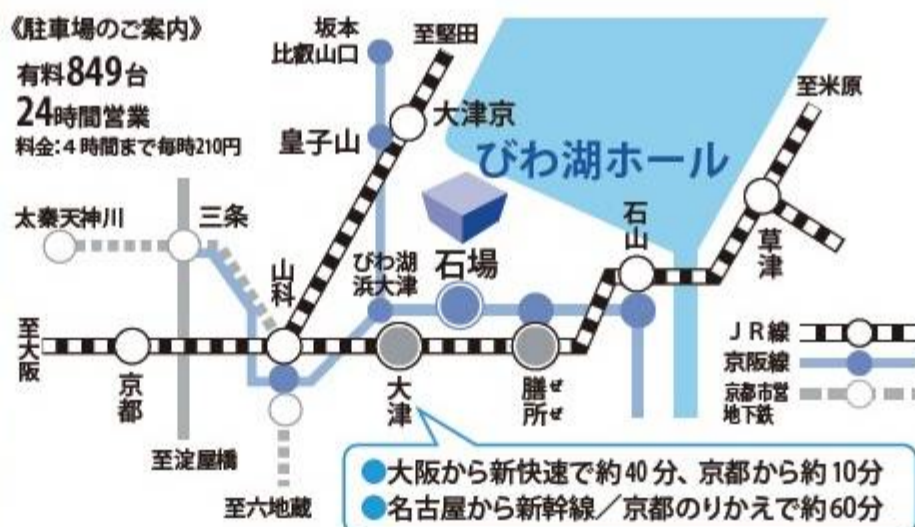 《駐車場のご案内》
有料849台
24時間営業
料金:4時間まで毎時210円
坂本
比叡山口
至堅田
大津京
皇子山
至米原
びわ湖ホール
太秦天神川
三条
山科
びわ湖
浜大津
石場
石山
草津
至大阪
京都
大津
膳所
ぜぜ
至淀屋橋
至六地蔵
JR線
京阪線
京都市営
地下鉄
●大阪から新快速で約40分、京都から約10分
●名古屋から新幹線/京都のりかえで約60分